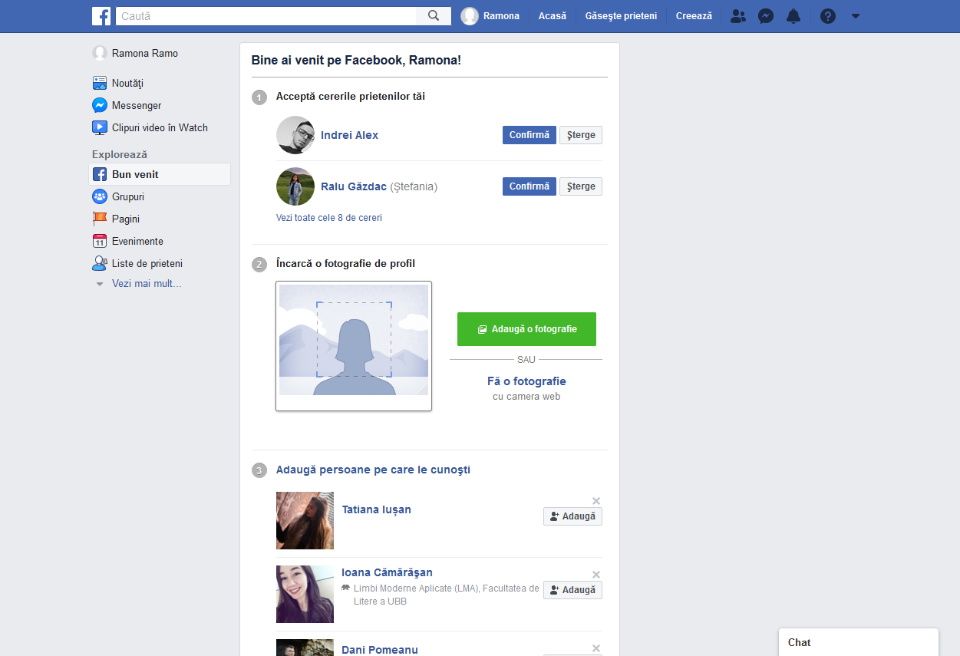 Caută
Ramona
Acasă
Găsește prieteni
Creează
Ramona Ramo
Noutăți
Messenger
Clipuri video în Watch
Explorează
Bun venit
Grupuri
Pagini
11
Evenimente
Liste de prieteni
Vezi mai mult...
Bine ai venit pe Facebook, Ramona!
1 Acceptă cererile prietenilor tăi
Indrei Alex
Confirmă
Șterge
Ralu Găzdac (Ștefania)
Confirmă
Șterge
Vezi toate cele 8 de cereri
2 Încarcă o fotografie de profil
Adaugă o fotografie
SAU
Fă o fotografie
cu camera web
3 Adaugă persoane pe care le cunoști
Tatiana Iușan
Adaugă
Ioana Cămărășan
Limbi Moderne Aplicate (LMA), Facultatea de
Litere a UBB
Adaugă
Dani Pomeanu
Chat